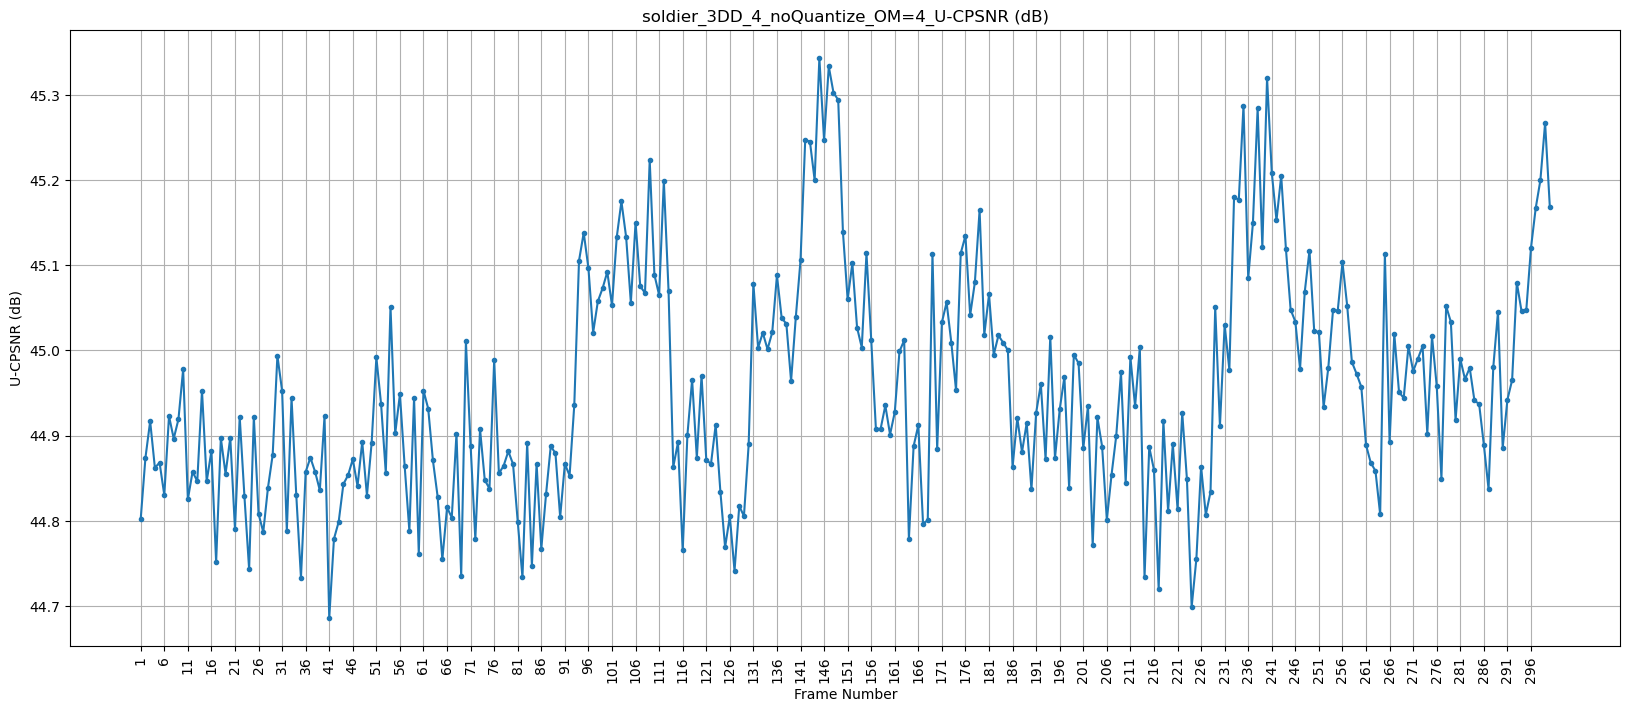 soldier_3DD_4_noQuantize_OM=4_U-CPSNR (dB)
U-CPSNR (dB)
45.3
45.2
45.1
45.0
44.9
44.8
44.7
1 6 11 16 21 26 31 36 41 46 51 56 61 66 71 76 81 86 91 96 101 106 111 116 121 126 131 136 141 146 151 156 161 166 171 176 181 186 191 196 201 206 211 216 221 226 231 236 241 246 251 256 261 266 271 276 281 286 291 296
Frame Number